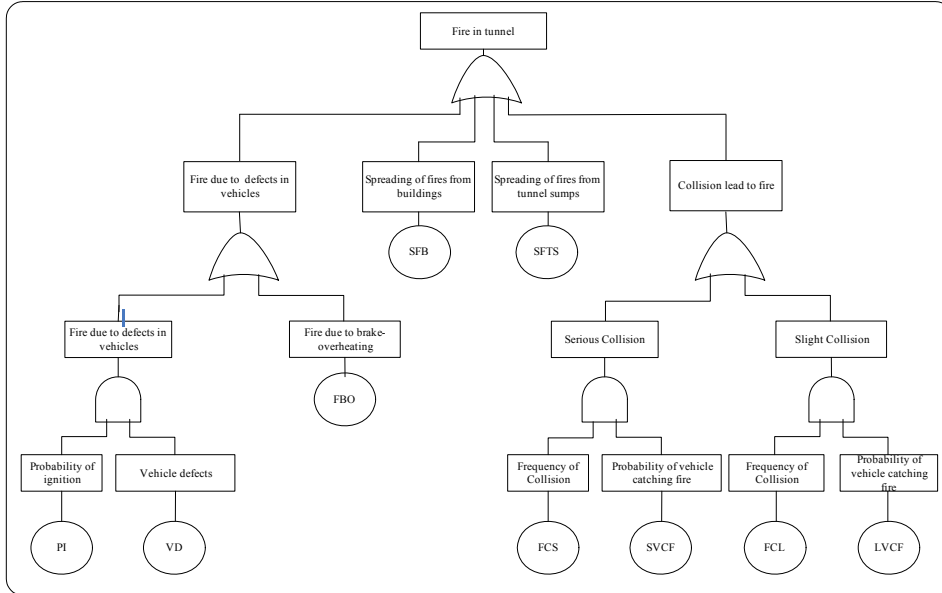 Fire in tunnel
Fire due to  defects in
vehicles
Spreading of fires from
buildings
Spreading of fires from
tunnel sumps
Collision lead to fire
SFB
SFTS
Fire due to defects in
vehicles
Fire due to brake-
overheating
Serious Collision
Slight Collision
FBO
Probability of
ignition
Vehicle defects
Frequency of
Collision
Probability of vehicle
catching fire
Frequency of
Collision
Probability of
vehicle catching
fire
PI
VD
FCS
SVCF
FCL
LVCF